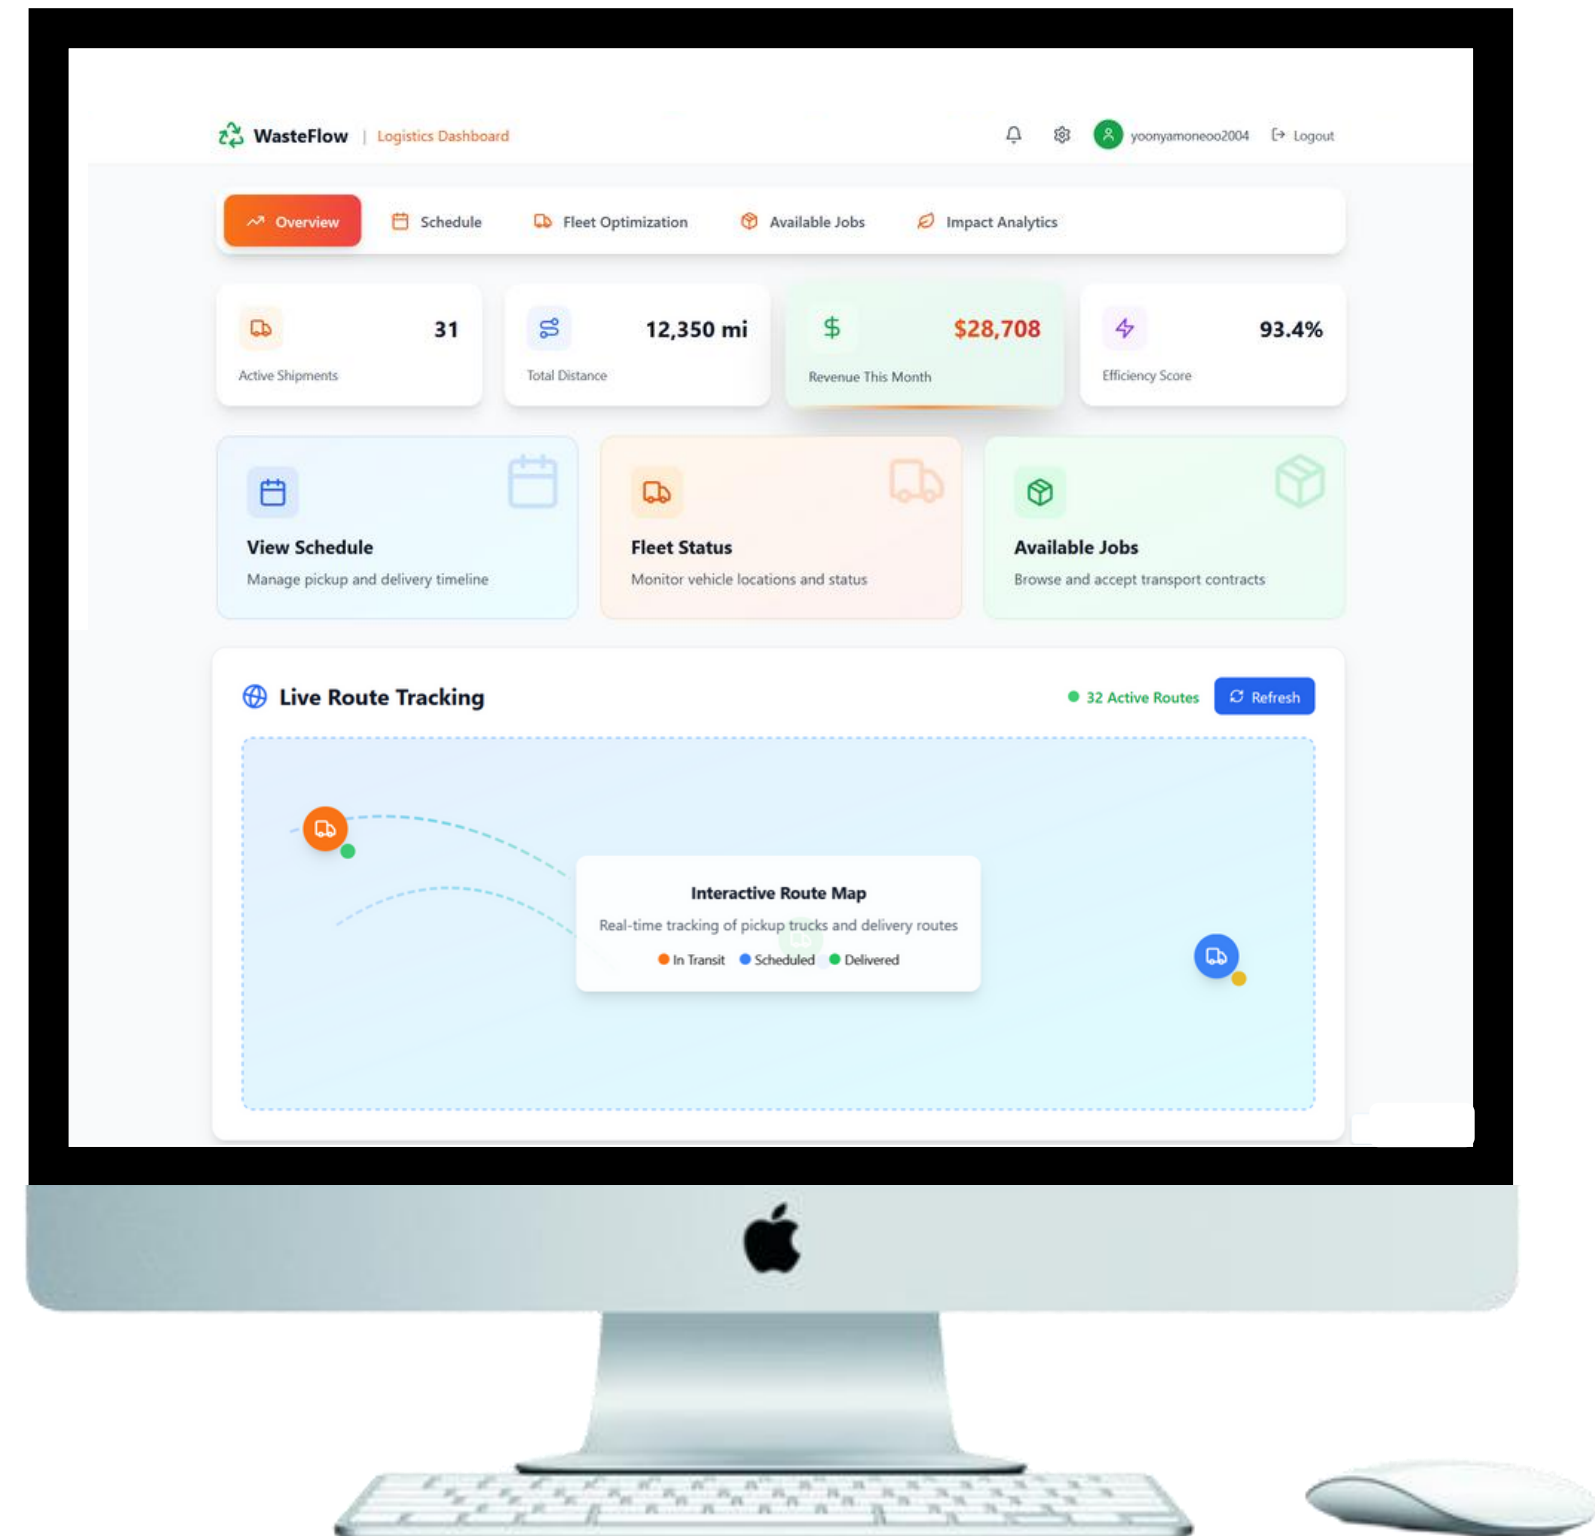 WasteFlow | Logistics Dashboard
yoonyamoneoo2004 Logout
Overview Schedule Fleet Optimization Available Jobs Impact Analytics
31 12,350 mi $28,708 93.4%
Active Shipments Total Distance Revenue This Month Efficiency Score
View Schedule
Manage pickup and delivery timeline
Fleet Status
Monitor vehicle locations and status
Available Jobs
Browse and accept transport contracts
Live Route Tracking
32 Active Routes Refresh
Interactive Route Map
Real-time tracking of pickup trucks and delivery routes
In Transit Scheduled Delivered